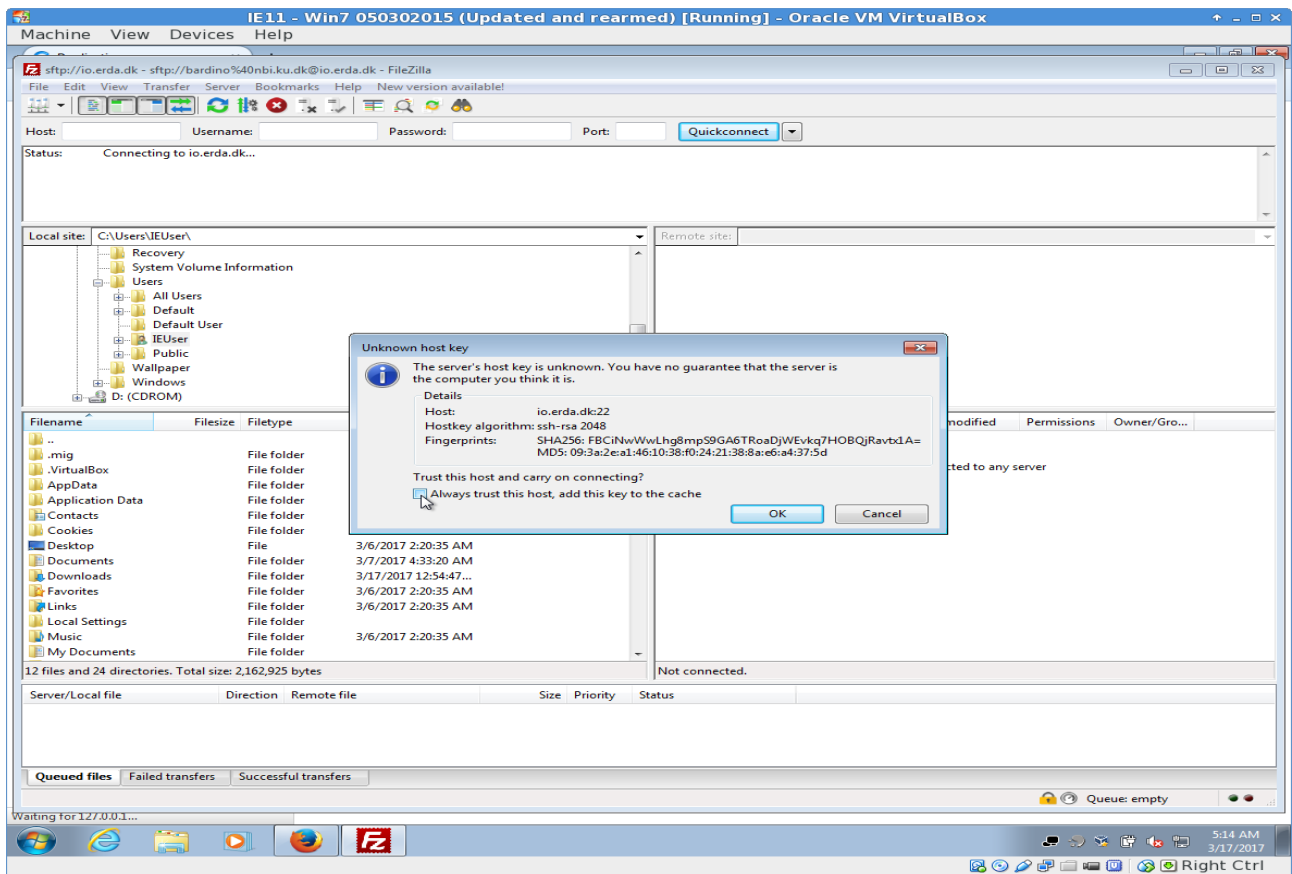 IE11 - Win7 050302015 (Updated and rearmed) [Running] - Oracle VM VirtualBox
Machine View Devices Help
sftp://io.erda.dk - sftp://bardino%40nbi.ku.dk@io.erda.dk - FileZilla
File Edit View Transfer Server Bookmarks Help New version available!
Host: Username: Password: Port: Quickconnect
Status: Connecting to io.erda.dk...
Local site: C:\Users\IEUser\
Remote site:
Recovery
System Volume Information
Users
All Users
Default
Default User
IEUser
Public
Wallpaper
Windows
D: (CDROM)
Unknown host key
The server's host key is unknown. You have no guarantee that the server is
the computer you think it is.
Details
Host: io.erda.dk:22
Hostkey algorithm: ssh-rsa 2048
Fingerprints: SHA256: FBCiNwWwLhg8mpS9GA6TRoaDjWEvkq7HOBQjRavtx1A=
MD5: 09:3a:2e:a1:46:10:38:f0:24:21:38:8a:e6:a4:37:5d
Trust this host and carry on connecting?
Always trust this host, add this key to the cache
OK Cancel
Filename Filesize Filetype
modified Permissions Owner/Gro...
..
.mig File folder
cted to any server
.VirtualBox File folder
AppData File folder
Application Data File folder
Contacts File folder
Cookies File folder
Desktop File 3/6/2017 2:20:35 AM
Documents File folder 3/7/2017 4:33:20 AM
Downloads File folder 3/17/2017 12:54:47...
Favorites File folder 3/6/2017 2:20:35 AM
Links File folder 3/6/2017 2:20:35 AM
Local Settings File folder
Music File folder 3/6/2017 2:20:35 AM
My Documents File folder
12 files and 24 directories. Total size: 2,162,925 bytes
Not connected.
Server/Local file Direction Remote file Size Priority Status
Queued files Failed transfers Successful transfers
Queue: empty
Waiting for 127.0.0.1...
5:14 AM
3/17/2017
Right Ctrl